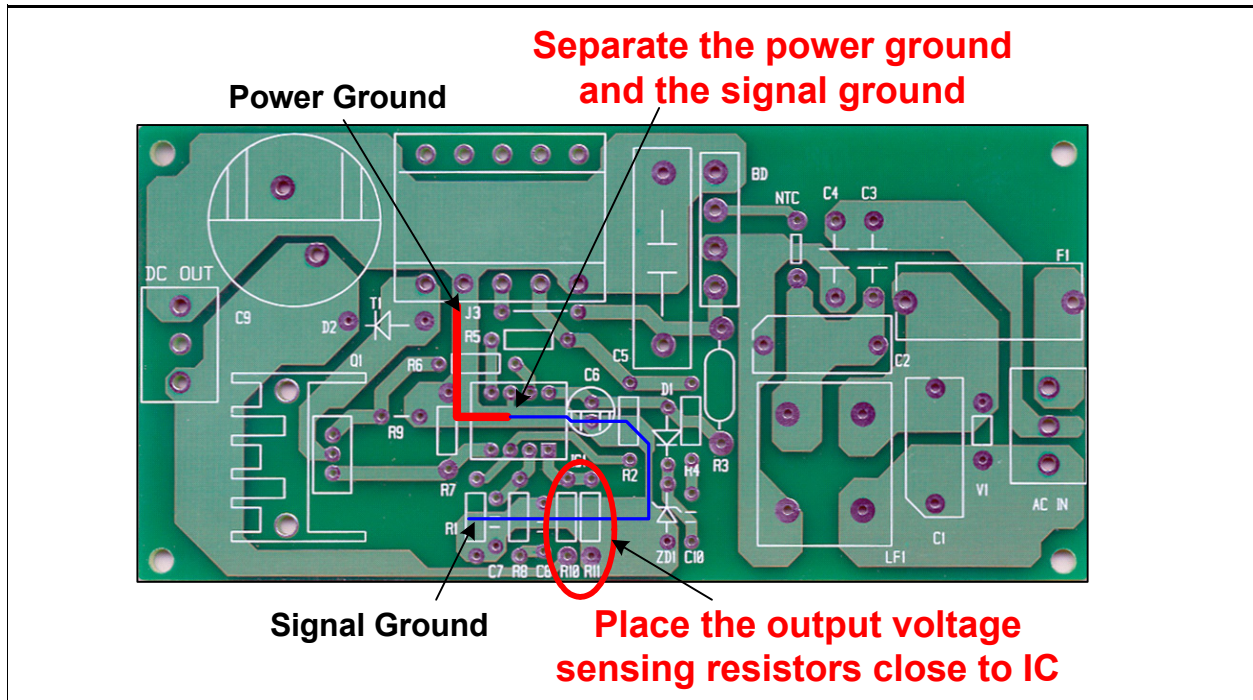 Separate the power ground
and the signal ground
Power Ground
BD
NTC
C4
C3
F1
DC OUT
C9
T1
D2
J3
R5
Q1
R6
C5
C6
C2
D1
R9
R7
R2
R4
R3
V1
AC IN
R1
C7
R8
R10
R11
ZD1
C10
LF1
C1
Signal Ground
Place the output voltage
sensing resistors close to IC